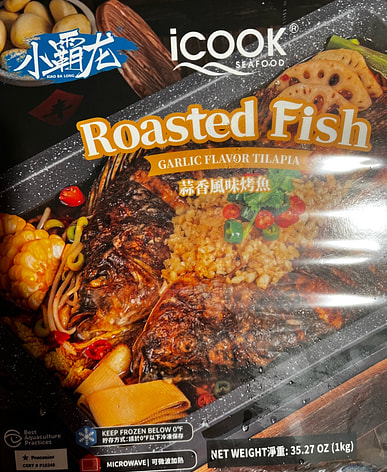 小霸龙
XIAO BA LONG
iCOOK®
SEAFOOD
Roasted Fish
GARLIC FLAVOR TILAPIA
蒜香風味烤魚
Best
Aquaculture
Practices
Processor
KEEP FROZEN BELOW 0°F
貯存方式:請於0°F以下冷凍保存
MICROWAVE | 可微波加熱
NET WEIGHT淨重: 35.27 OZ (1kg)